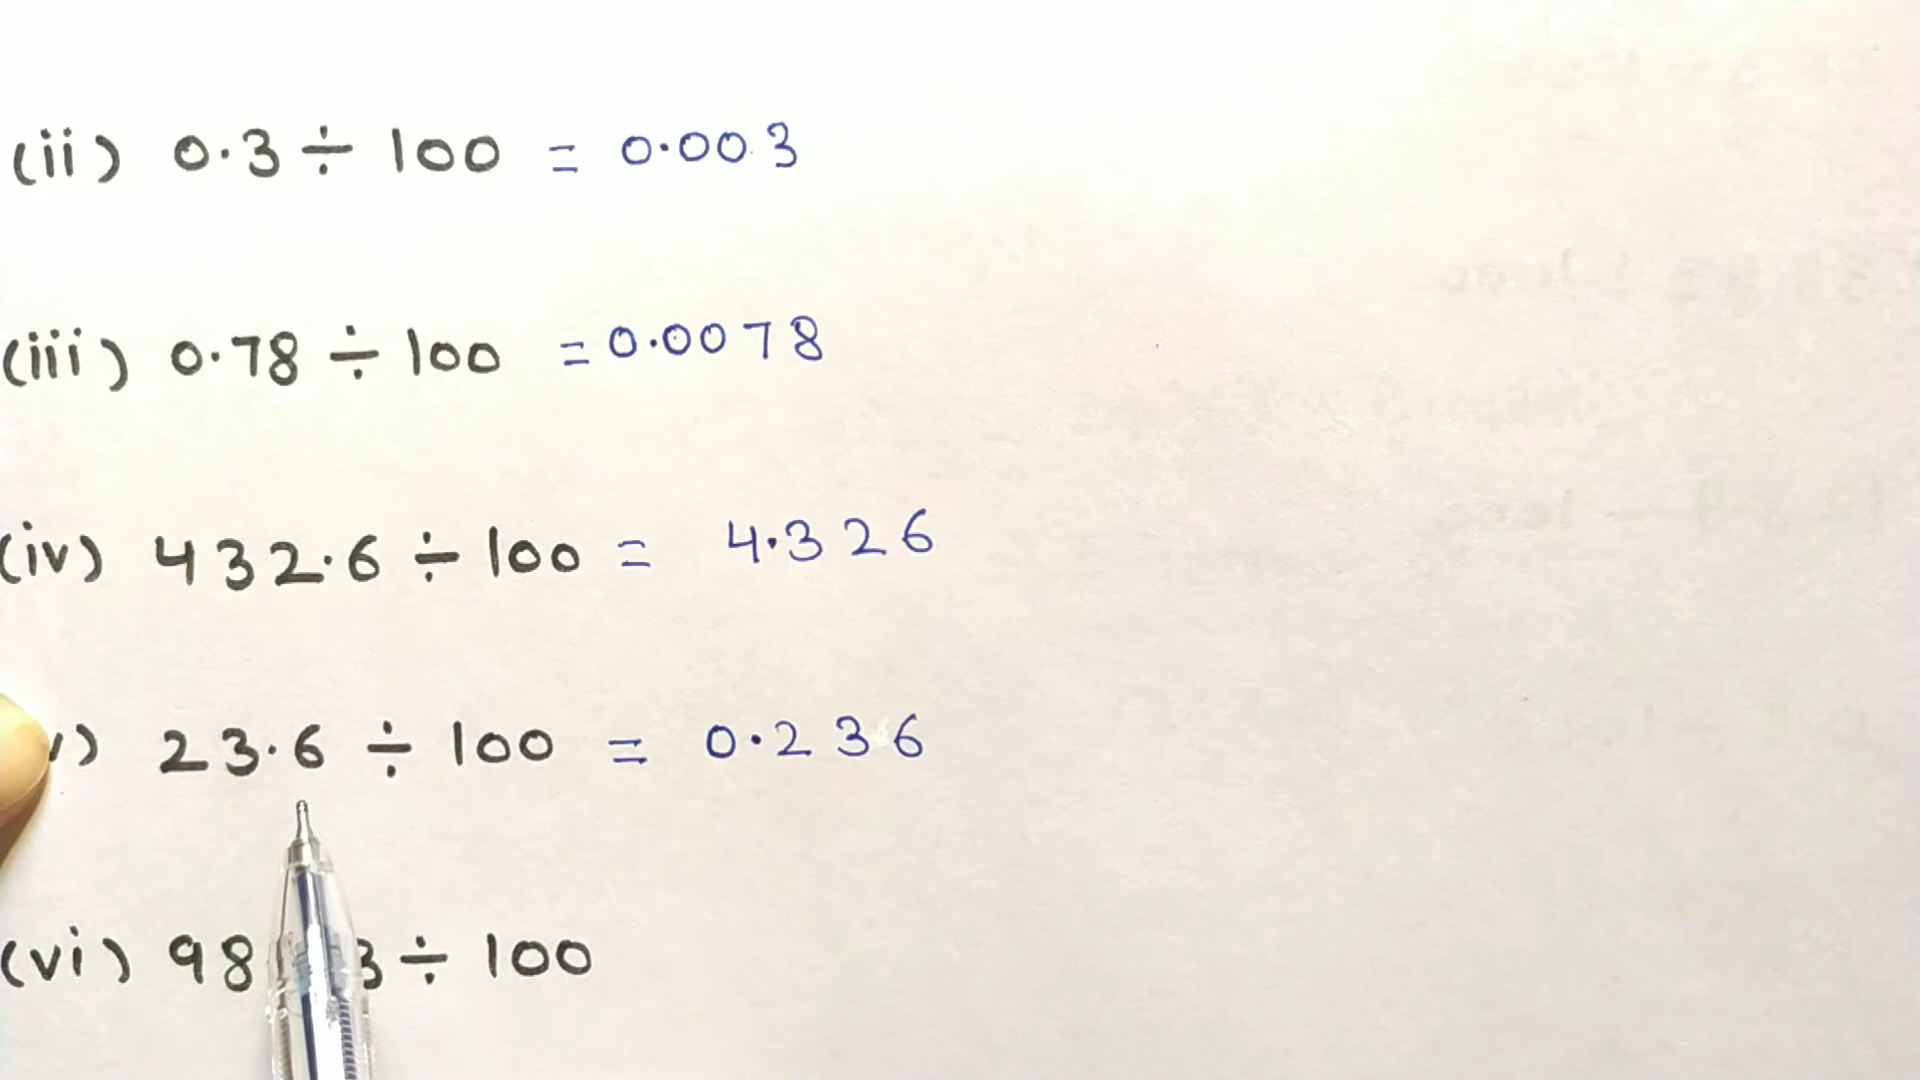 (ii) 0.3 ÷ 100 = 0.003
(iii) 0.78 ÷ 100 = 0.0078
(iv) 432.6 ÷ 100 = 4.326
) 23.6 ÷ 100 = 0.236
(vi) 98 3 ÷ 100